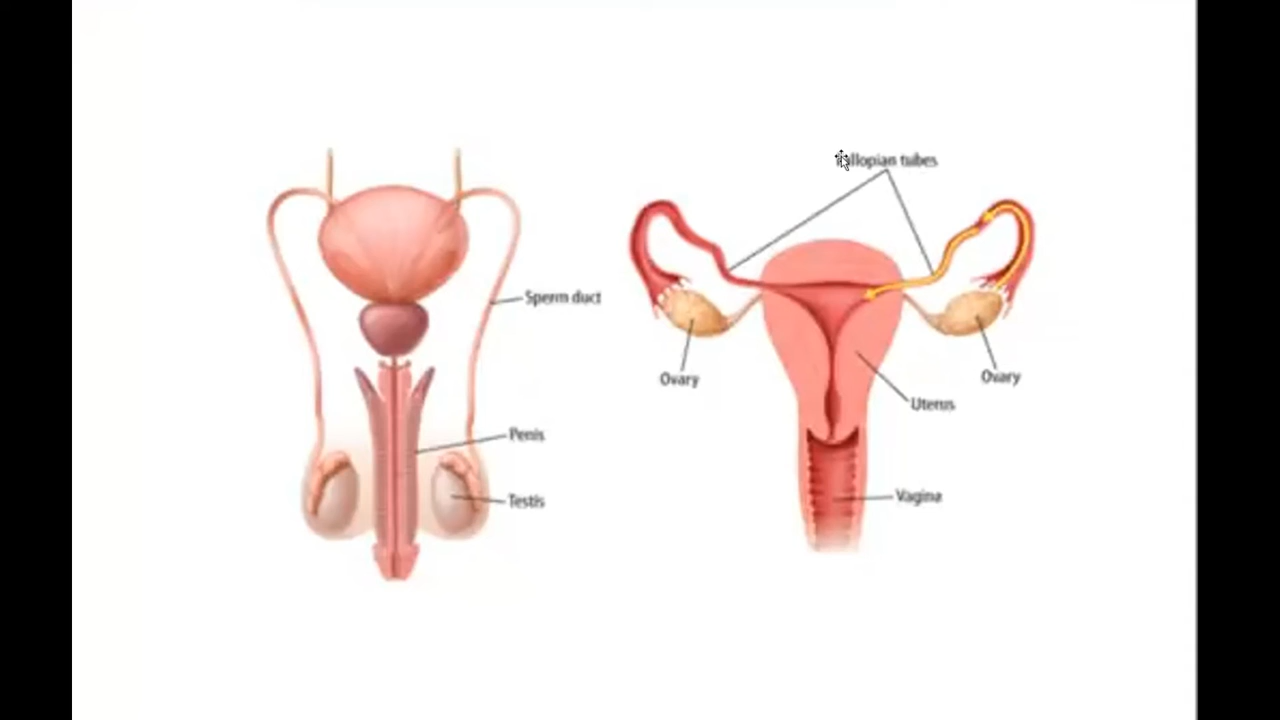 Fallopian tubes
Sperm duct
Ovary
Ovary
Uterus
Penis
Vagina
Testis